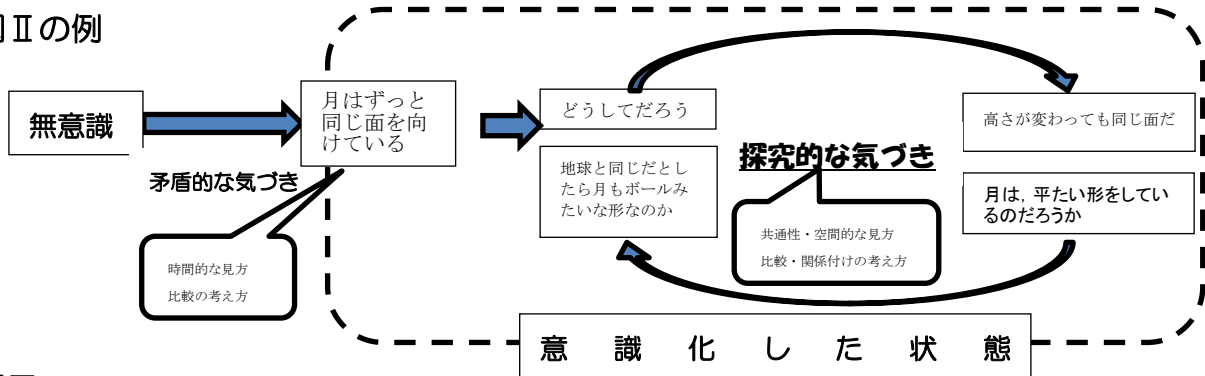 Ⅱの例
無意識
矛盾的な気づき
月はずっと
同じ面を向
けている
時間的な見方
比較の考え方
どうしてだろう
地球と同じだとし
たら月もボールみ
たいな形なのか
探究的な気づき
共通性・空間的な見方
比較・関係付けの考え方
高さが変わっても同じ面だ
月は，平たい形をしてい
るのだろうか
意識化した状態